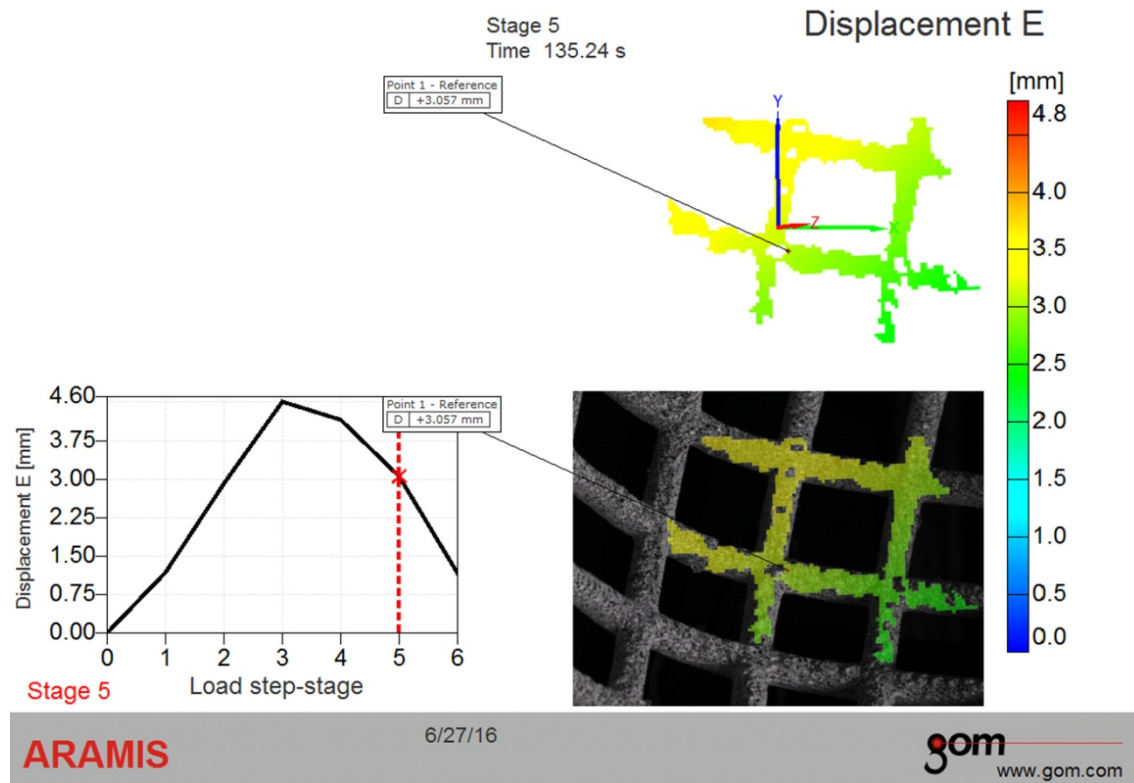 Displacement E
Stage 5
Time 135.24 s
[mm]
Point 1 - Reference
D +3.057 mm
Y
Z
X
4.8
4.0
3.5
3.0
2.5
2.0
1.5
1.0
0.5
0.0
Point 1 - Reference
D +3.057 mm
Displacement E [mm]
4.60
3.75
3.00
2.25
1.50
0.75
0.00
0 1 2 3 4 5 6
Stage 5
Load step-stage
ARAMIS
6/27/16
gom
www.gom.com